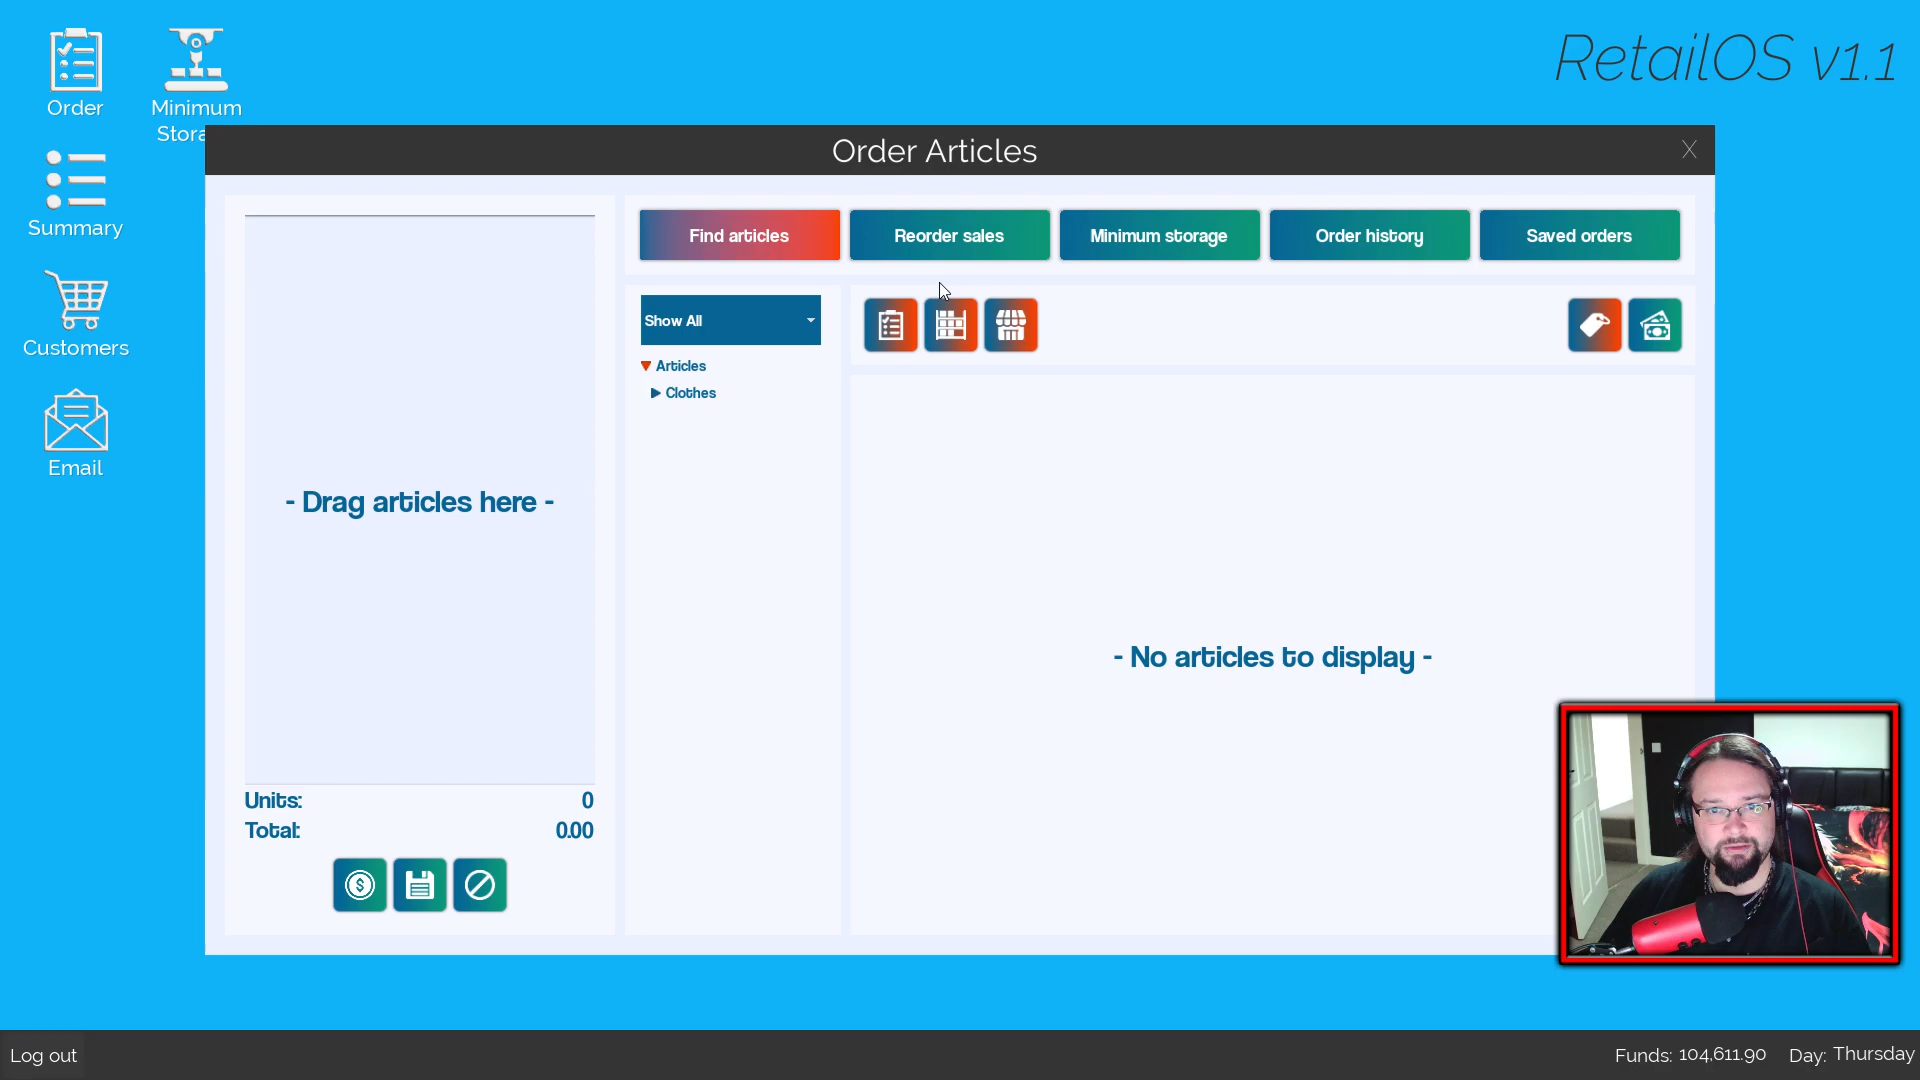 RetailOS v1.1
Order
Minimum
Stora
Summary
Customers
Email
Order Articles
X
Find articles
Reorder sales
Minimum storage
Order history
Saved orders
Show All
Articles
Clothes
- Drag articles here -
- No articles to display -
Units: 0
Total: 0.00
Log out
Funds: 104,611.90 Day: Thursday